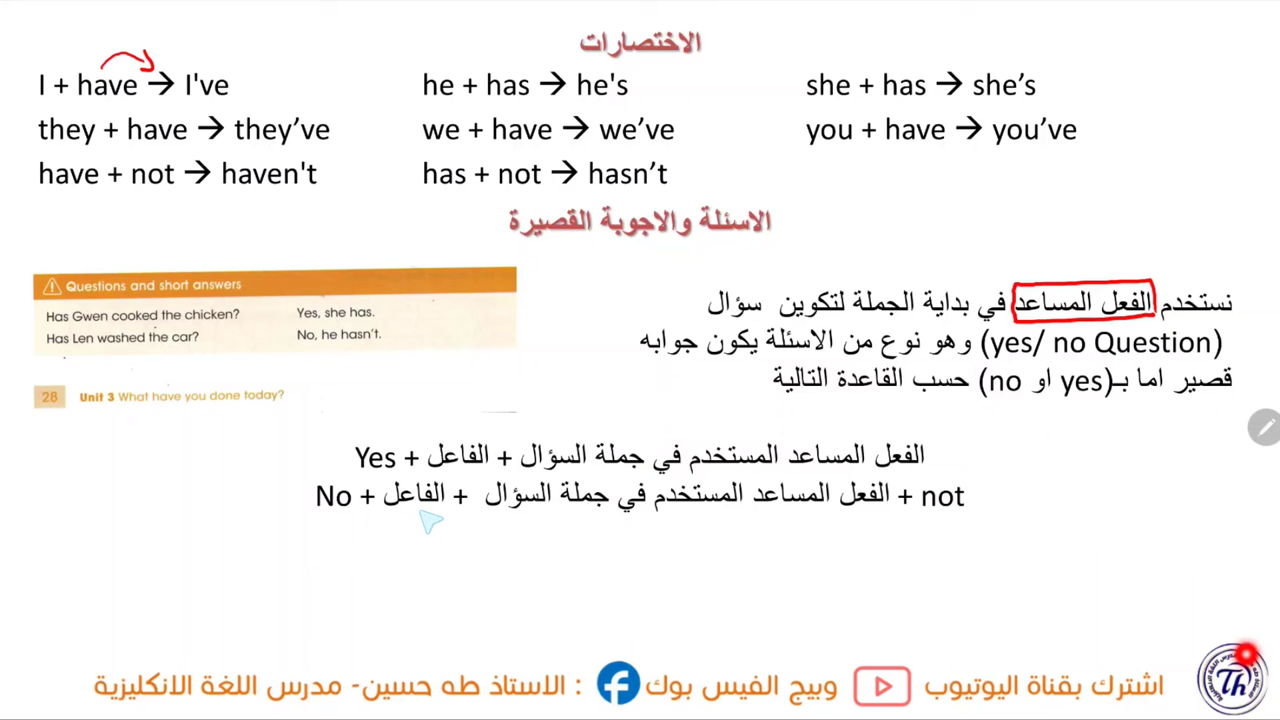 الاختصارات
I + have → I've
he + has → he's
she + has → she’s
they + have → they’ve
we + have → we’ve
you + have → you’ve
have + not → haven't
has + not → hasn’t
الاسئلة والاجوبة القصيرة
Questions and short answers
Has Gwen cooked the chicken? Yes, she has.
Has Len washed the car? No, he hasn't.
28 Unit 3 What have you done today?
نستخدم الفعل المساعد في بداية الجملة لتكوين سؤال
(yes/ no Question) وهو نوع من الاسئلة يكون جوابه
قصير اما بـ(yes او no) حسب القاعدة التالية
Yes + الفاعل + الفعل المساعد المستخدم في جملة السؤال
No + الفاعل + الفعل المساعد المستخدم في جملة السؤال + not
اشترك بقناة اليوتيوب وبيج الفيس بوك : الاستاذ طه حسين- مدرس اللغة الانكليزية
Th